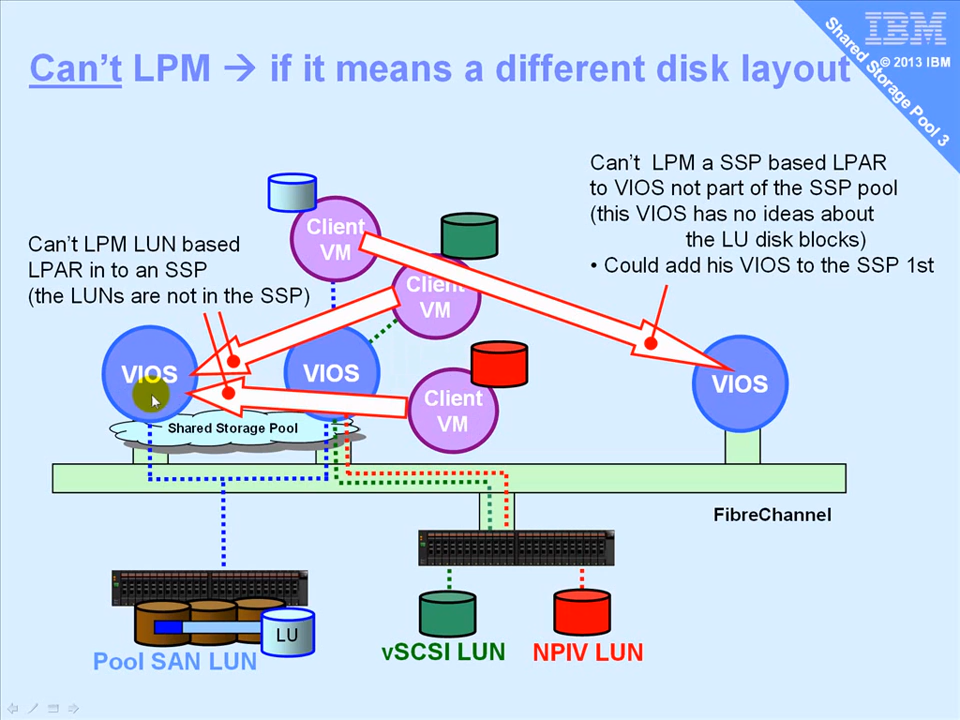 Can't LPM → if it means a different disk layout
IBM
© 2013 IBM
Shared Storage Pool 3
Can't LPM a SSP based LPAR
to VIOS not part of the SSP pool
(this VIOS has no ideas about
the LU disk blocks)
• Could add his VIOS to the SSP 1st
Can't LPM LUN based
LPAR in to an SSP
(the LUNs are not in the SSP)
Client
VM
Client
VM
Client
VM
VIOS
VIOS
VIOS
Shared Storage Pool
FibreChannel
LU
Pool SAN LUN
vSCSI LUN
NPIV LUN